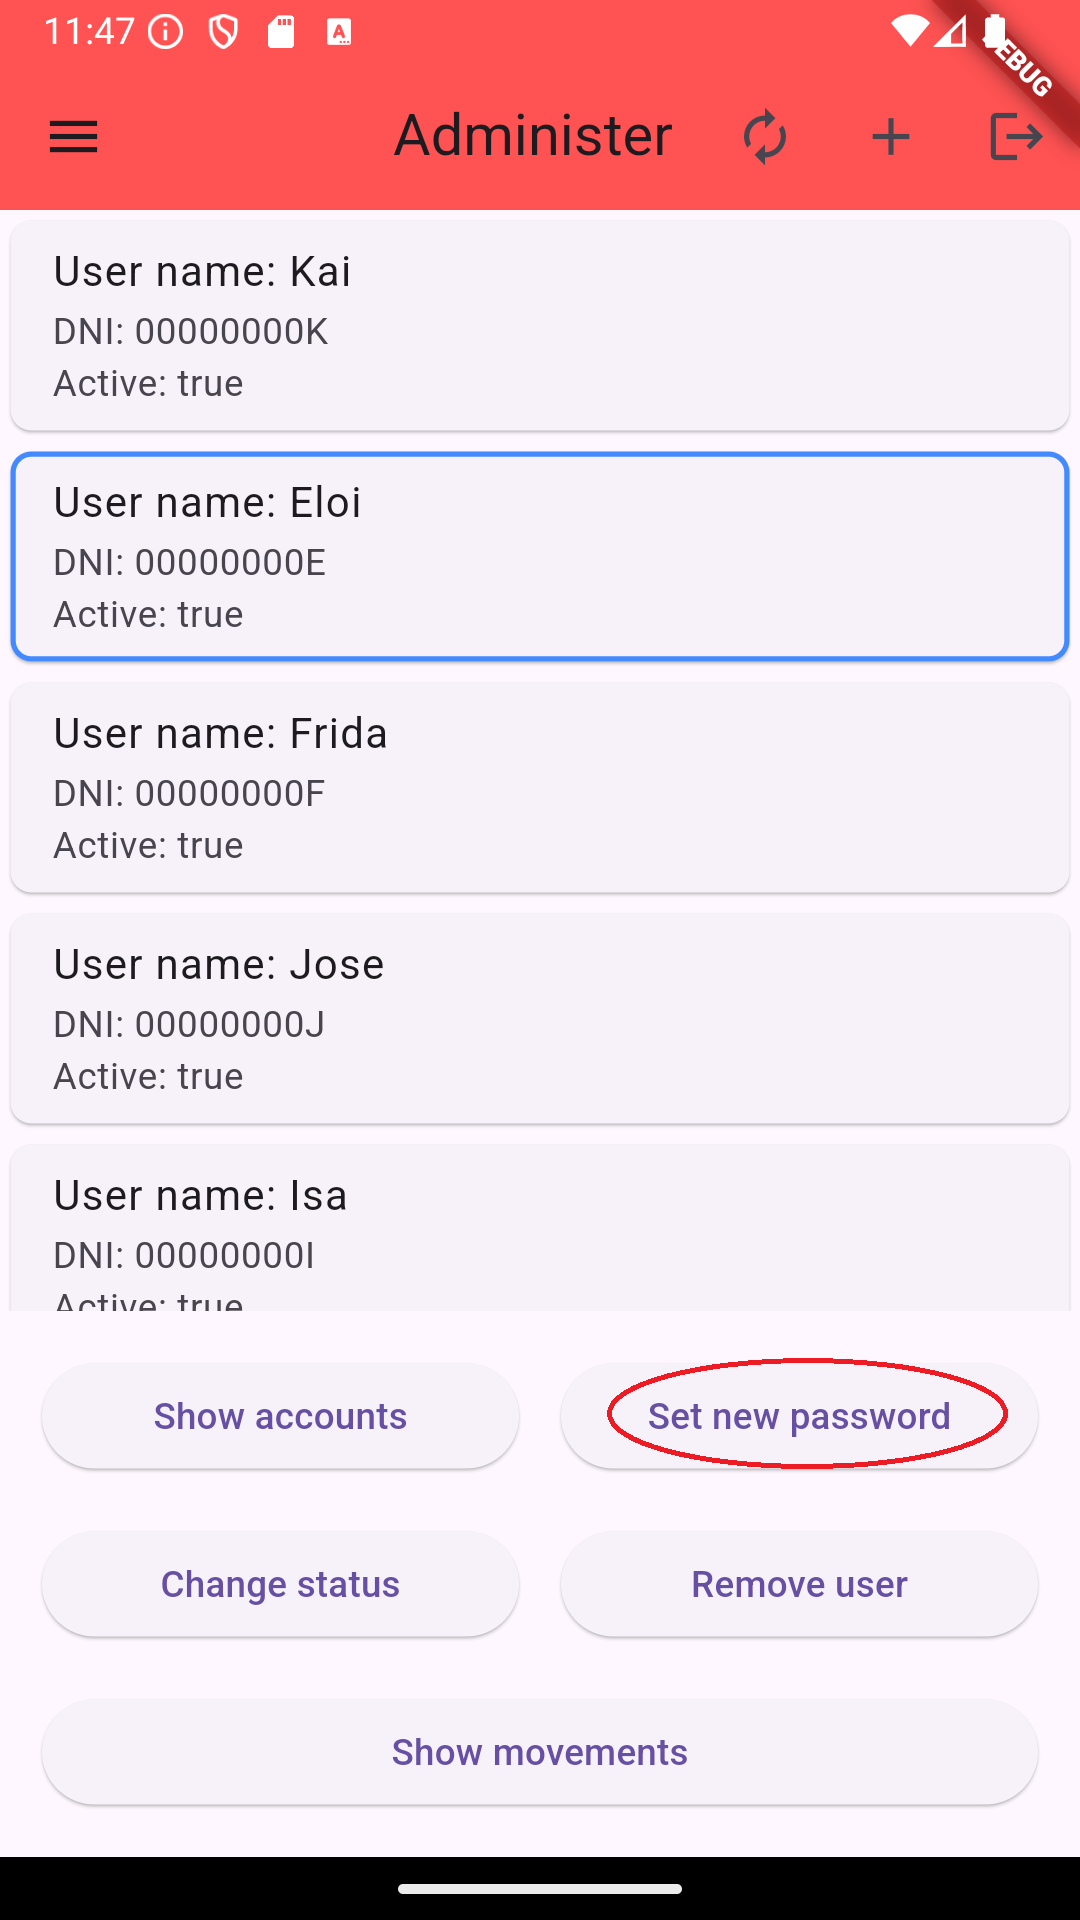 11:47
EBUG
Administer
User name: Kai
DNI: 00000000K
Active: true
User name: Eloi
DNI: 00000000E
Active: true
User name: Frida
DNI: 00000000F
Active: true
User name: Jose
DNI: 00000000J
Active: true
User name: Isa
DNI: 00000000I
Active: true
Show accounts
Set new password
Change status
Remove user
Show movements